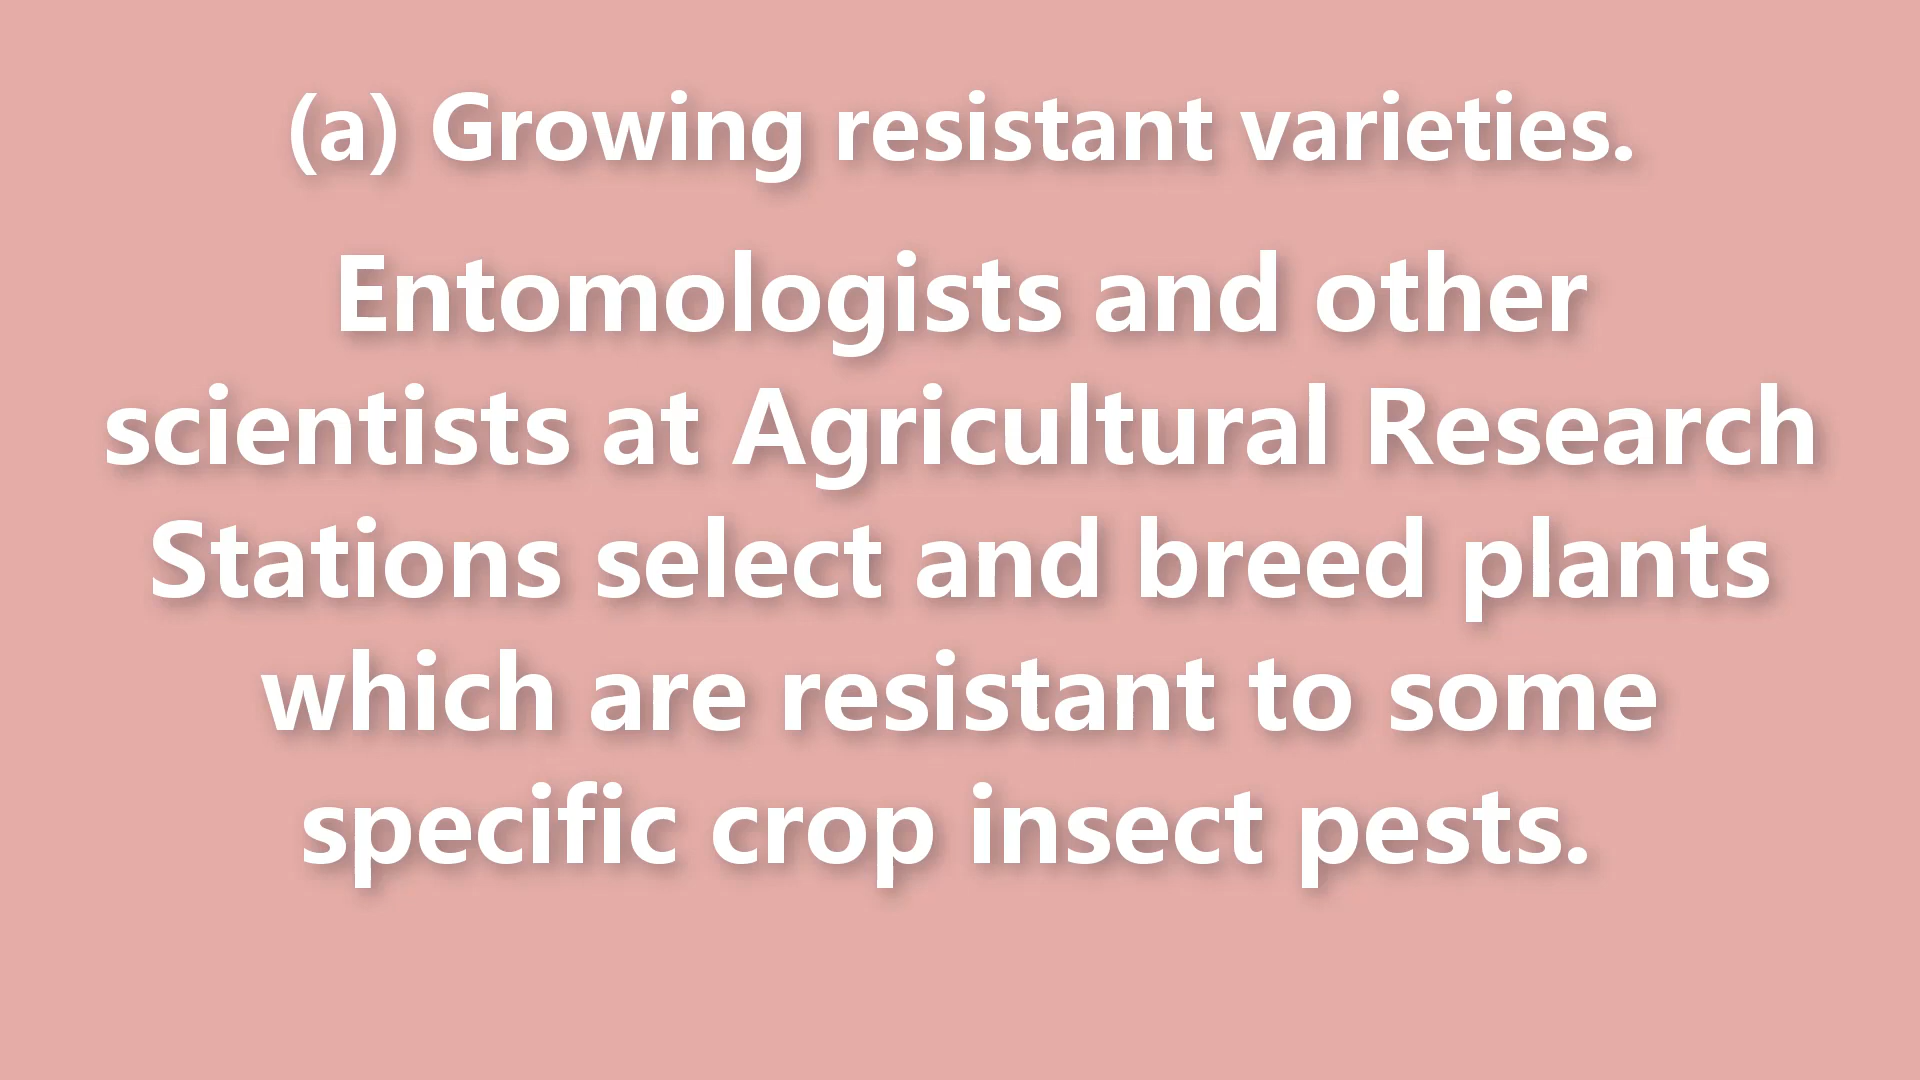 (a) Growing resistant varieties.
Entomologists and other
scientists at Agricultural Research
Stations select and breed plants
which are resistant to some
specific crop insect pests.